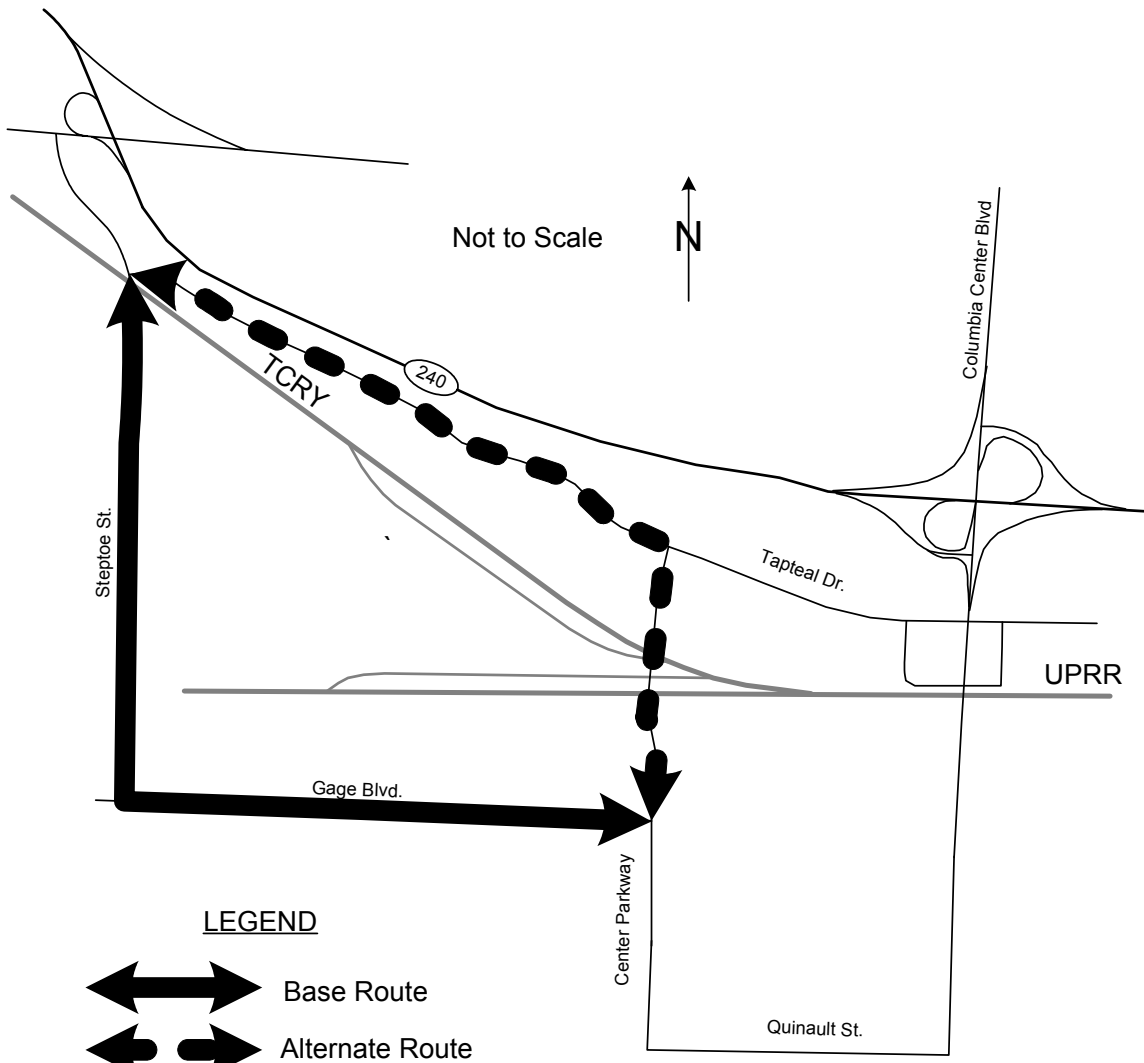 Not to Scale
N
Columbia Center Blvd
240
TCRY
Steptoe St.
Tapteal Dr.
UPRR
Gage Blvd.
Center Parkway
LEGEND
Base Route
Alternate Route
Quinault St.